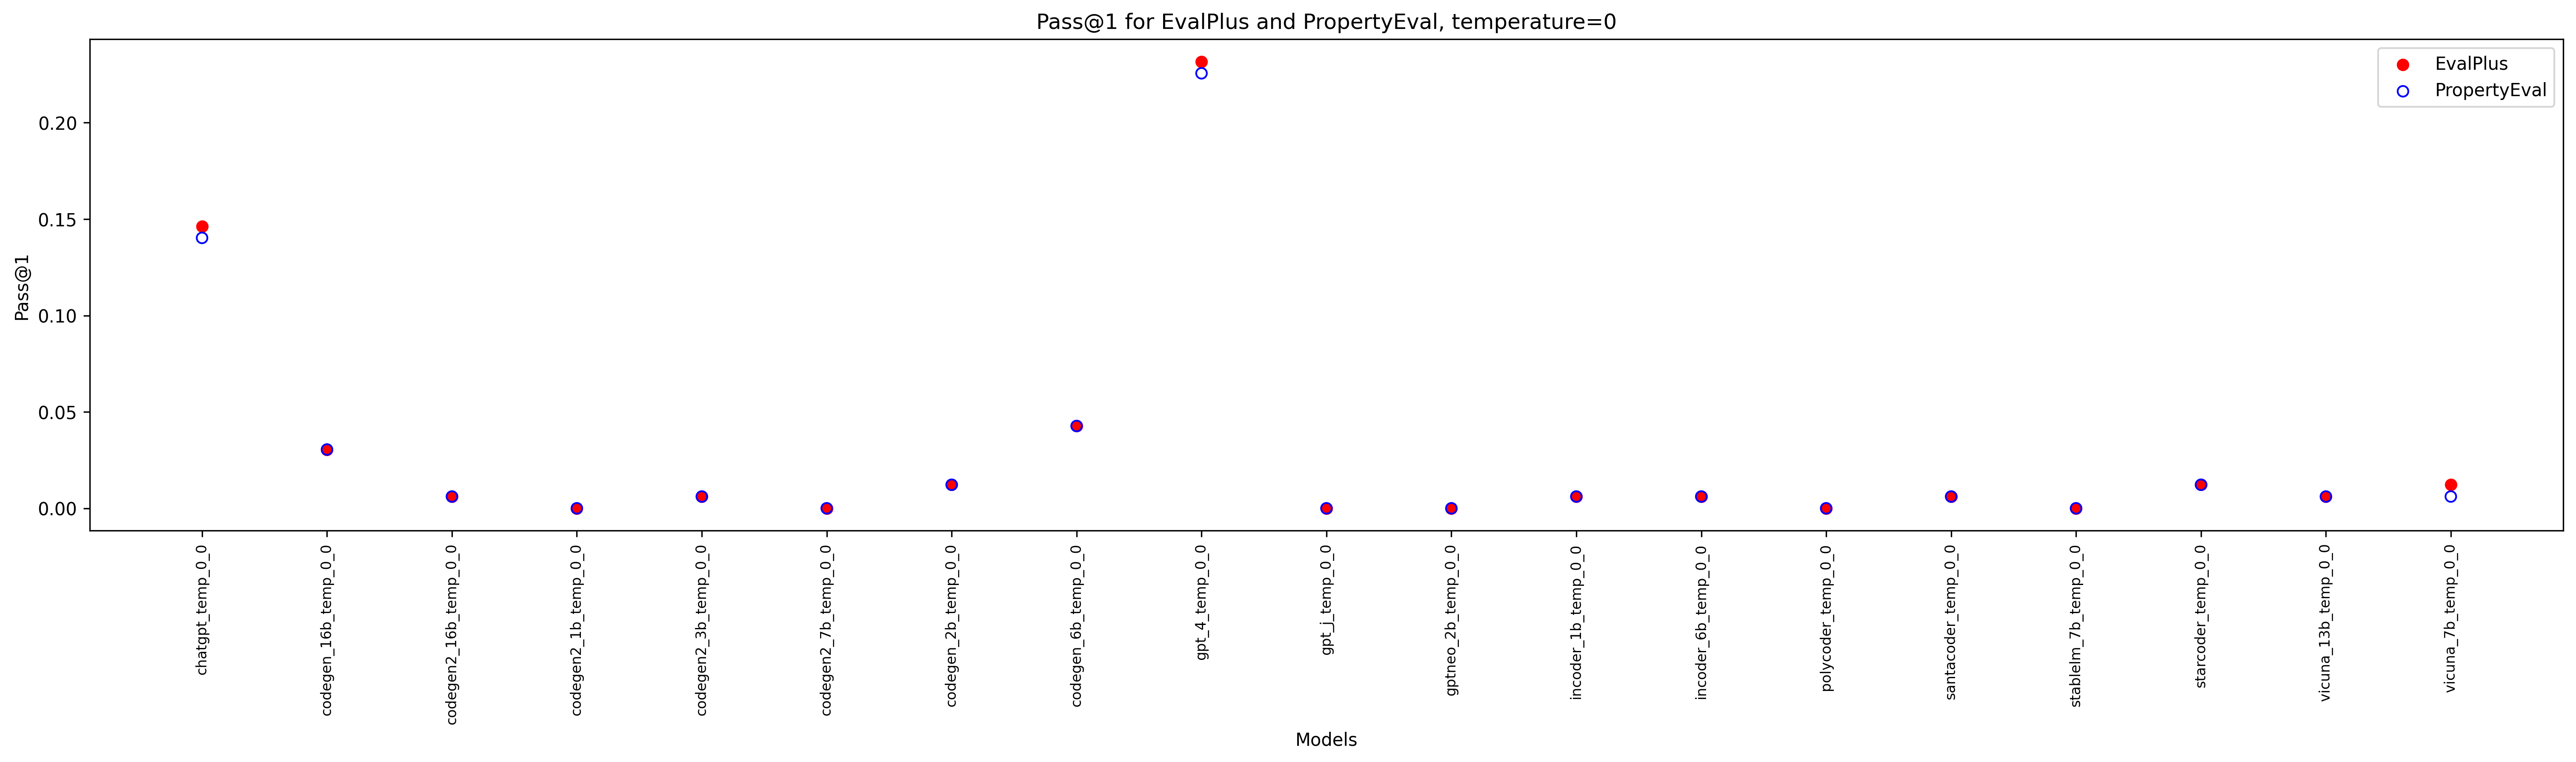 Pass@1 for EvalPlus and PropertyEval, temperature=0
EvalPlus
PropertyEval
Pass@1
0.20
0.15
0.10
0.05
0.00
chatgpt_temp_0_0
codegen_16b_temp_0_0
codegen2_16b_temp_0_0
codegen2_1b_temp_0_0
codegen2_3b_temp_0_0
codegen2_7b_temp_0_0
codegen_2b_temp_0_0
codegen_6b_temp_0_0
gpt_4_temp_0_0
gpt_j_temp_0_0
gptneo_2b_temp_0_0
incoder_1b_temp_0_0
incoder_6b_temp_0_0
polycoder_temp_0_0
santacoder_temp_0_0
stablelm_7b_temp_0_0
starcoder_temp_0_0
vicuna_13b_temp_0_0
vicuna_7b_temp_0_0
Models